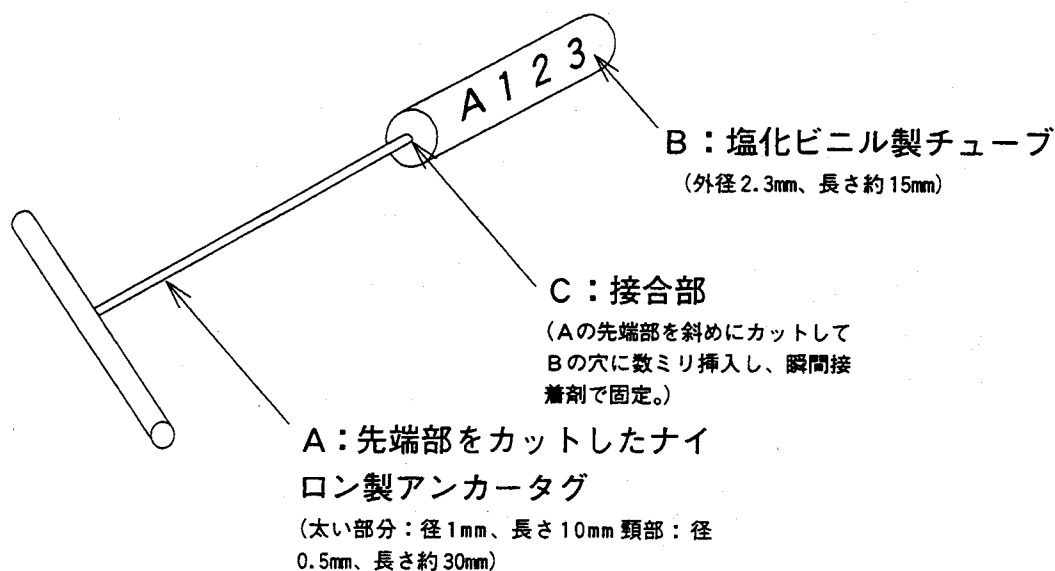 A123
B：塩化ビニル製チューブ
（外径2.3mm、長さ約15mm）
C：接合部
（Aの先端部を斜めにカットして
Bの穴に数ミリ挿入し、瞬間接
着剤で固定。）
A：先端部をカットしたナイ
ロン製アンカータグ
（太い部分：径1mm、長さ10mm 頸部：径
0.5mm、長さ約30mm）